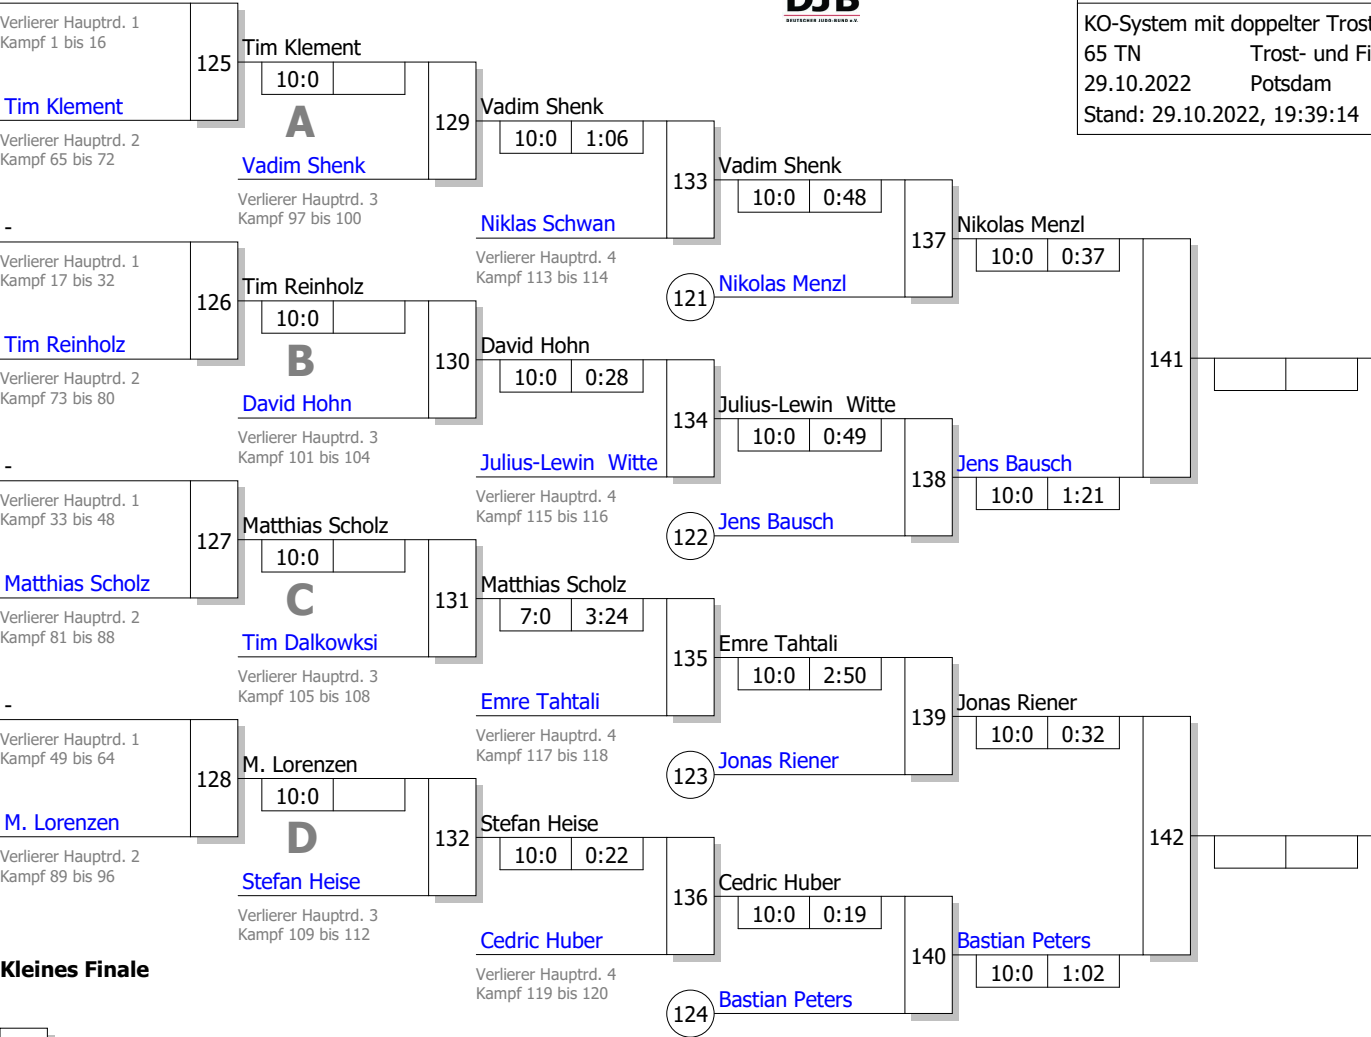 DJB
DEUTSCHER JUDO-BUND e.V.
KO-System mit doppelter Trost
65 TN Trost- und Fi
29.10.2022 Potsdam
Stand: 29.10.2022, 19:39:14
Verlierer Hauptrd. 1
Kampf 1 bis 16
125
Tim Klement
10:0
Tim Klement
A
129
Vadim Shenk
10:0 1:06
Verlierer Hauptrd. 2
Kampf 65 bis 72
Vadim Shenk
133
Vadim Shenk
10:0 0:48
Verlierer Hauptrd. 3
Kampf 97 bis 100
Niklas Schwan
137
Nikolas Menzl
10:0 0:37
-
Verlierer Hauptrd. 1
Kampf 17 bis 32
Verlierer Hauptrd. 4
Kampf 113 bis 114
121
Nikolas Menzl
126
Tim Reinholz
10:0
Tim Reinholz
B
130
David Hohn
10:0 0:28
141
Verlierer Hauptrd. 2
Kampf 73 bis 80
David Hohn
134
Julius-Lewin Witte
10:0 0:49
Verlierer Hauptrd. 3
Kampf 101 bis 104
Julius-Lewin Witte
138
Jens Bausch
10:0 1:21
-
Verlierer Hauptrd. 1
Kampf 33 bis 48
Verlierer Hauptrd. 4
Kampf 115 bis 116
122
Jens Bausch
127
Matthias Scholz
10:0
Matthias Scholz
C
131
Matthias Scholz
7:0 3:24
Verlierer Hauptrd. 2
Kampf 81 bis 88
Tim Dalkowksi
135
Emre Tahtali
10:0 2:50
Verlierer Hauptrd. 3
Kampf 105 bis 108
Emre Tahtali
139
Jonas Riener
10:0 0:32
-
Verlierer Hauptrd. 1
Kampf 49 bis 64
Verlierer Hauptrd. 4
Kampf 117 bis 118
123
Jonas Riener
128
M. Lorenzen
10:0
M. Lorenzen
D
132
Stefan Heise
10:0 0:22
142
Verlierer Hauptrd. 2
Kampf 89 bis 96
Stefan Heise
136
Cedric Huber
10:0 0:19
Verlierer Hauptrd. 3
Kampf 109 bis 112
Cedric Huber
140
Bastian Peters
10:0 1:02
Kleines Finale
Verlierer Hauptrd. 4
Kampf 119 bis 120
124
Bastian Peters